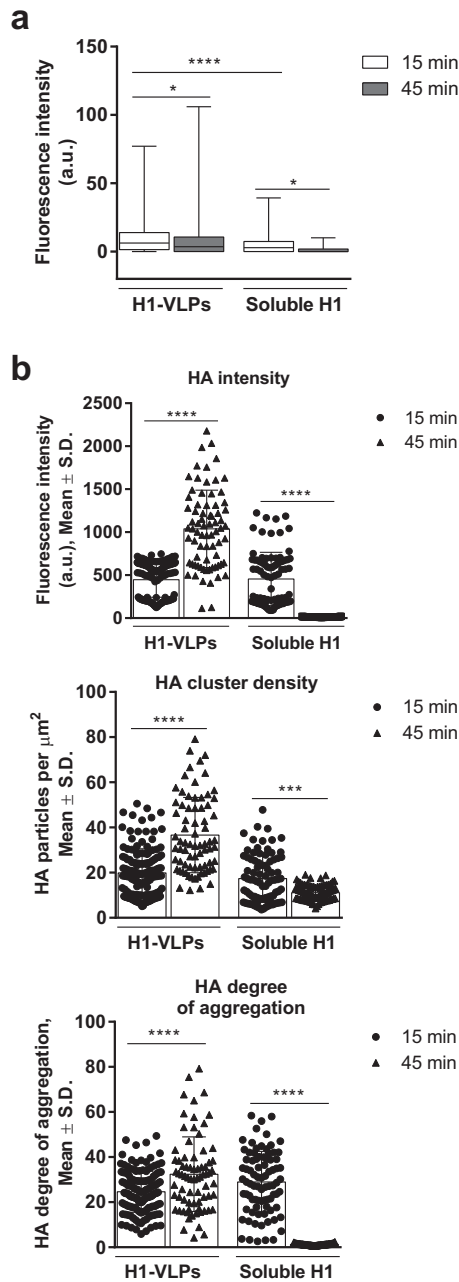 a
Fluorescence intensity
(a.u.)
150
100
50
0
****
*
*
15 min
45 min
H1-VLPs
Soluble H1
b
HA intensity
Fluorescence intensity
(a.u.), Mean ± S.D.
2500
2000
1500
1000
500
0
****
****
15 min
45 min
H1-VLPs
Soluble H1
HA cluster density
HA particles per μm²
Mean ± S.D.
100
80
60
40
20
0
****
***
15 min
45 min
H1-VLPs
Soluble H1
HA degree
of aggregation
HA degree of aggregation,
Mean ± S.D.
100
80
60
40
20
0
****
****
15 min
45 min
H1-VLPs
Soluble H1